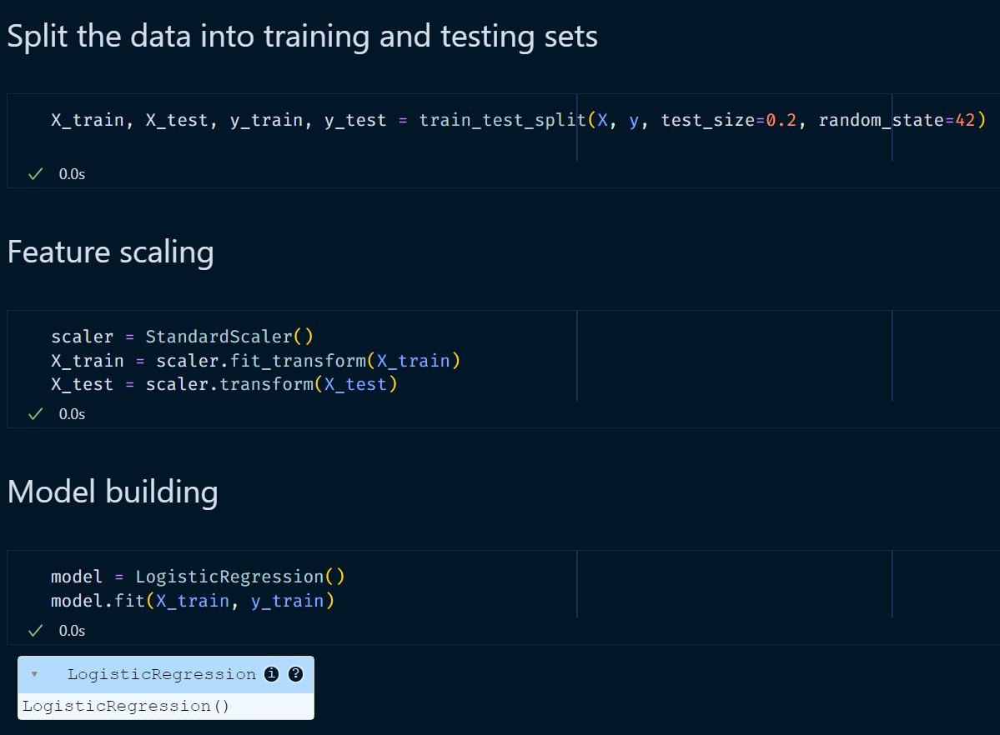 Split the data into training and testing sets
X_train, X_test, y_train, y_test = train_test_split(X, y, test_size=0.2, random_state=42)
0.0s
Feature scaling
scaler = StandardScaler()
X_train = scaler.fit_transform(X_train)
X_test = scaler.transform(X_test)
0.0s
Model building
model = LogisticRegression()
model.fit(X_train, y_train)
0.0s
LogisticRegression i ?
LogisticRegression()